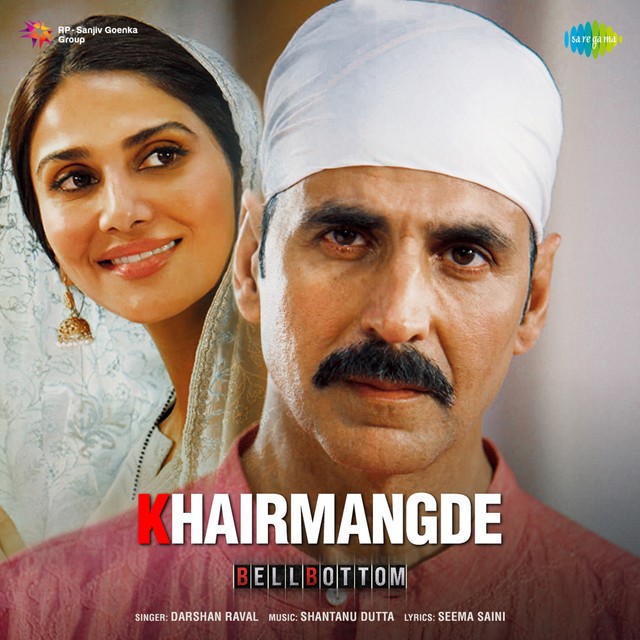 RP - Sanjiv Goenka
Group
saregama
KHAIRMANGDE
BELLBOTTOM
SINGER: DARSHAN RAVAL MUSIC: SHANTANU DUTTA LYRICS: SEEMA SAINI